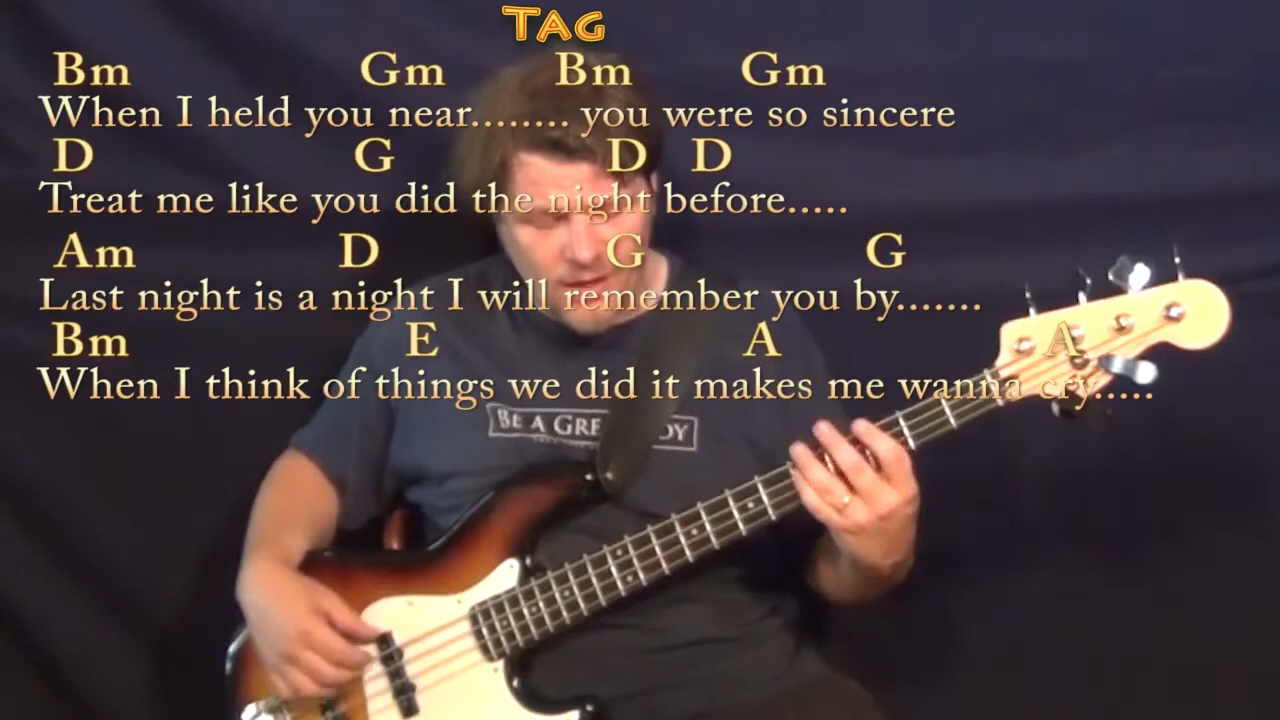 TAG
Bm Gm Bm Gm
When I held you near........ you were so sincere
D G D D
Treat me like you did the night before.....
Am D G G
Last night is a night I will remember you by.......
Bm E A A
When I think of things we did it makes me wanna cry.....
BE A GRE